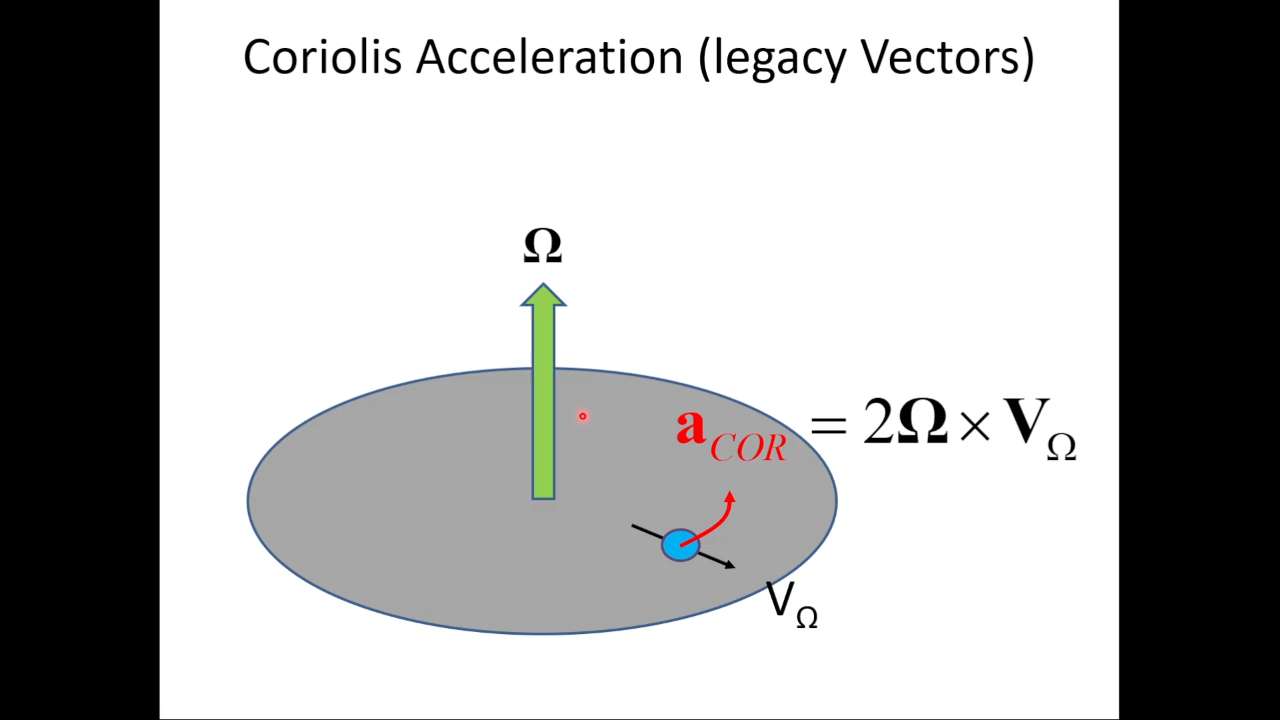 Coriolis Acceleration (legacy Vectors)
Ω
a_COR = 2Ω × V_Ω
V_Ω